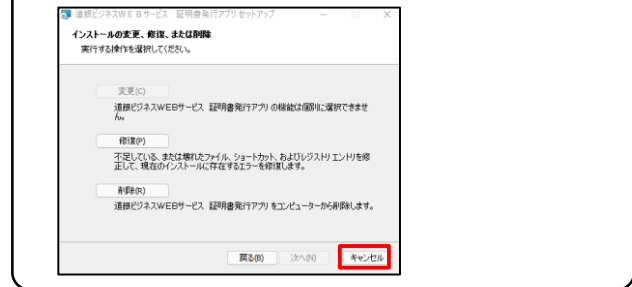 道銀ビジネスWEBサービス 証明書発行アプリ セットアップ
インストールの変更、修復、または削除
実行する操作を選択してください。
変更(C)
道銀ビジネスWEBサービス 証明書発行アプリ の機能は個別に選択できませ
ん。
修復(P)
不足している、または壊れたファイル、ショートカット、およびレジストリ エントリを修
正して、現在のインストールに存在するエラーを修復します。
削除(R)
道銀ビジネスWEBサービス 証明書発行アプリ をコンピューターから削除します。
戻る(B) 次へ(N) キャンセル